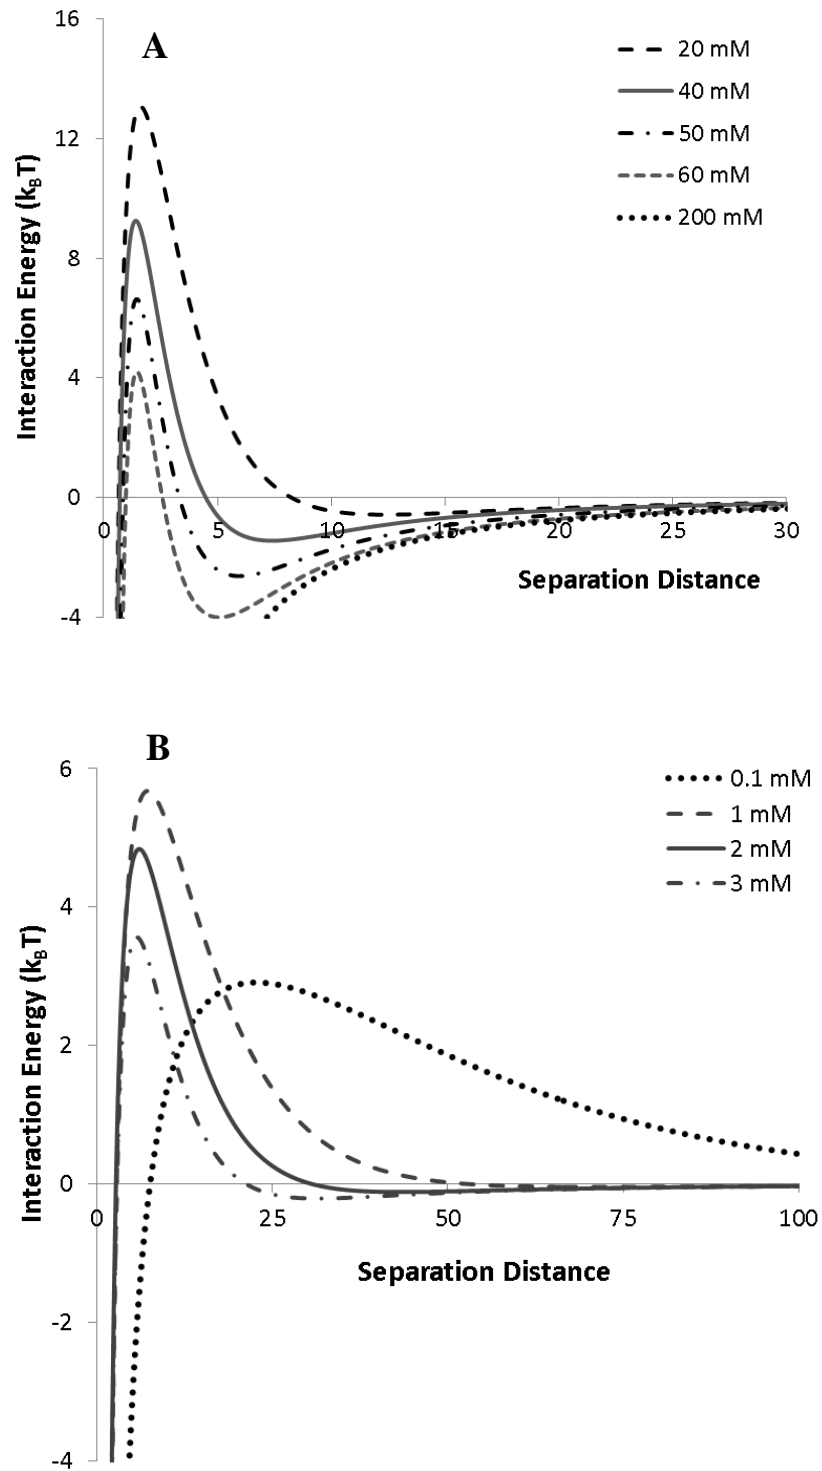 A
16
12
8
4
0
-4
Interaction Energy (kBT)
20 mM
40 mM
50 mM
60 mM
200 mM
0
5
10
15
20
25
30
Separation Distance
B
6
4
2
0
-2
-4
Interaction Energy (kBT)
0.1 mM
1 mM
2 mM
3 mM
0
25
50
75
100
Separation Distance